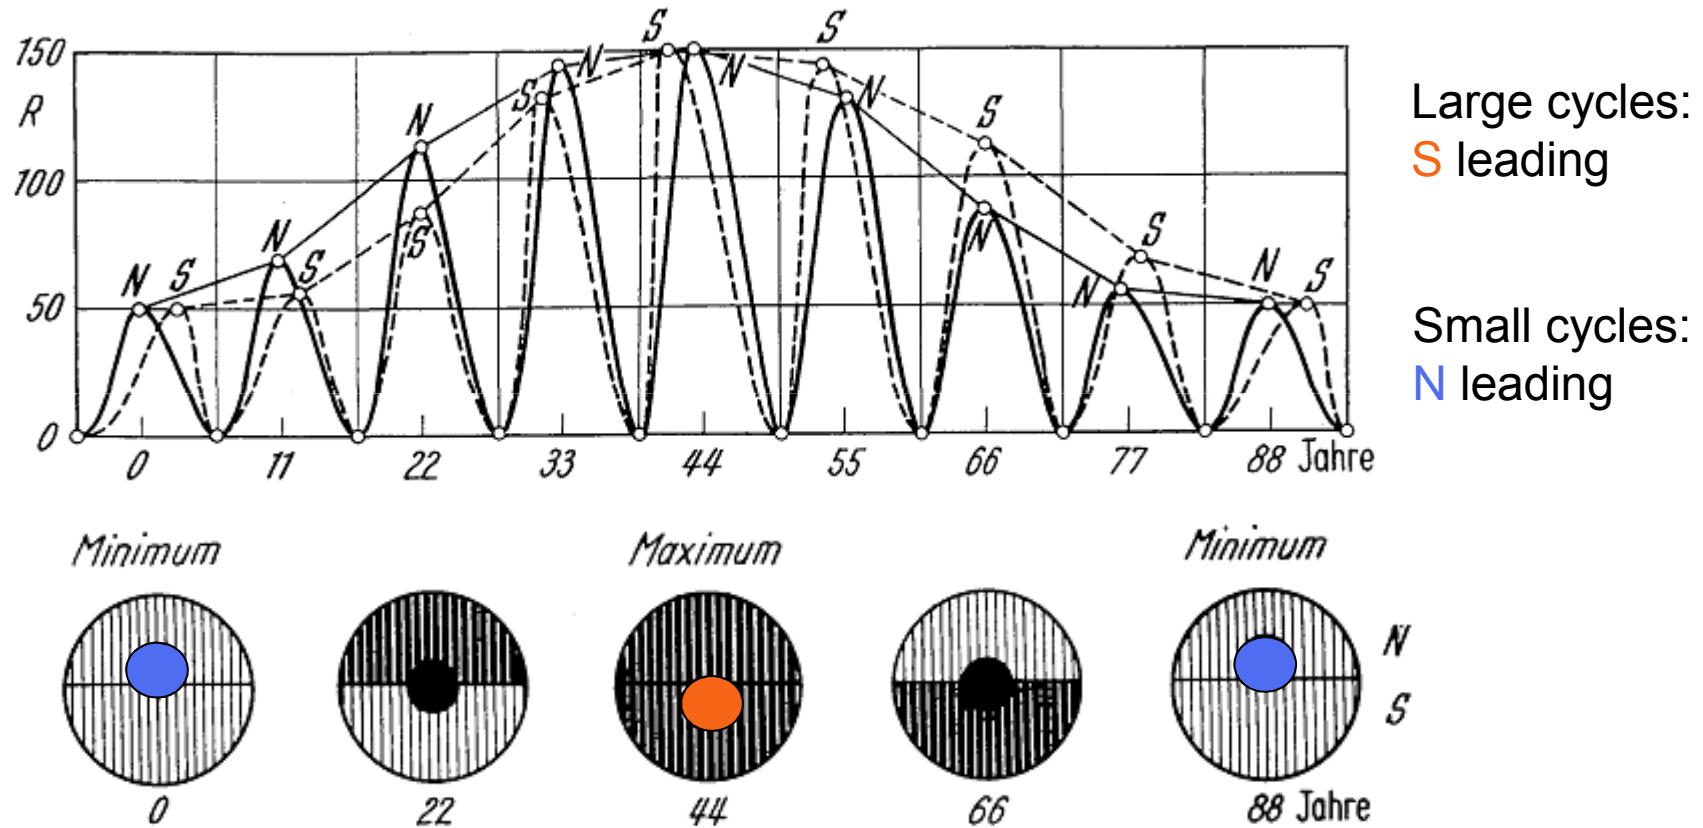 150
R
100
50
0
N
S
N
S
N
S
S
N
S
N
S
N
S
N
S
N
N
S
0
11
22
33
44
55
66
77
88 Jahre
Large cycles:
S leading
Small cycles:
N leading
Minimum
Maximum
Minimum
N
S
0
22
44
66
88 Jahre